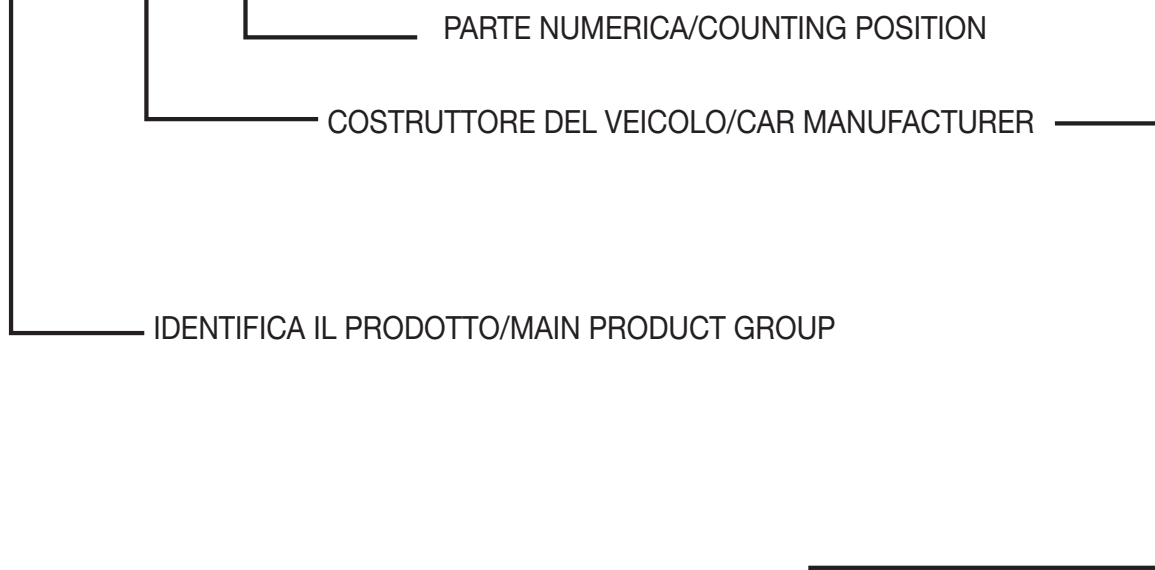 PARTE NUMERICA/COUNTING POSITION
COSTRUTTORE DEL VEICOLO/CAR MANUFACTURER
IDENTIFICA IL PRODOTTO/MAIN PRODUCT GROUP